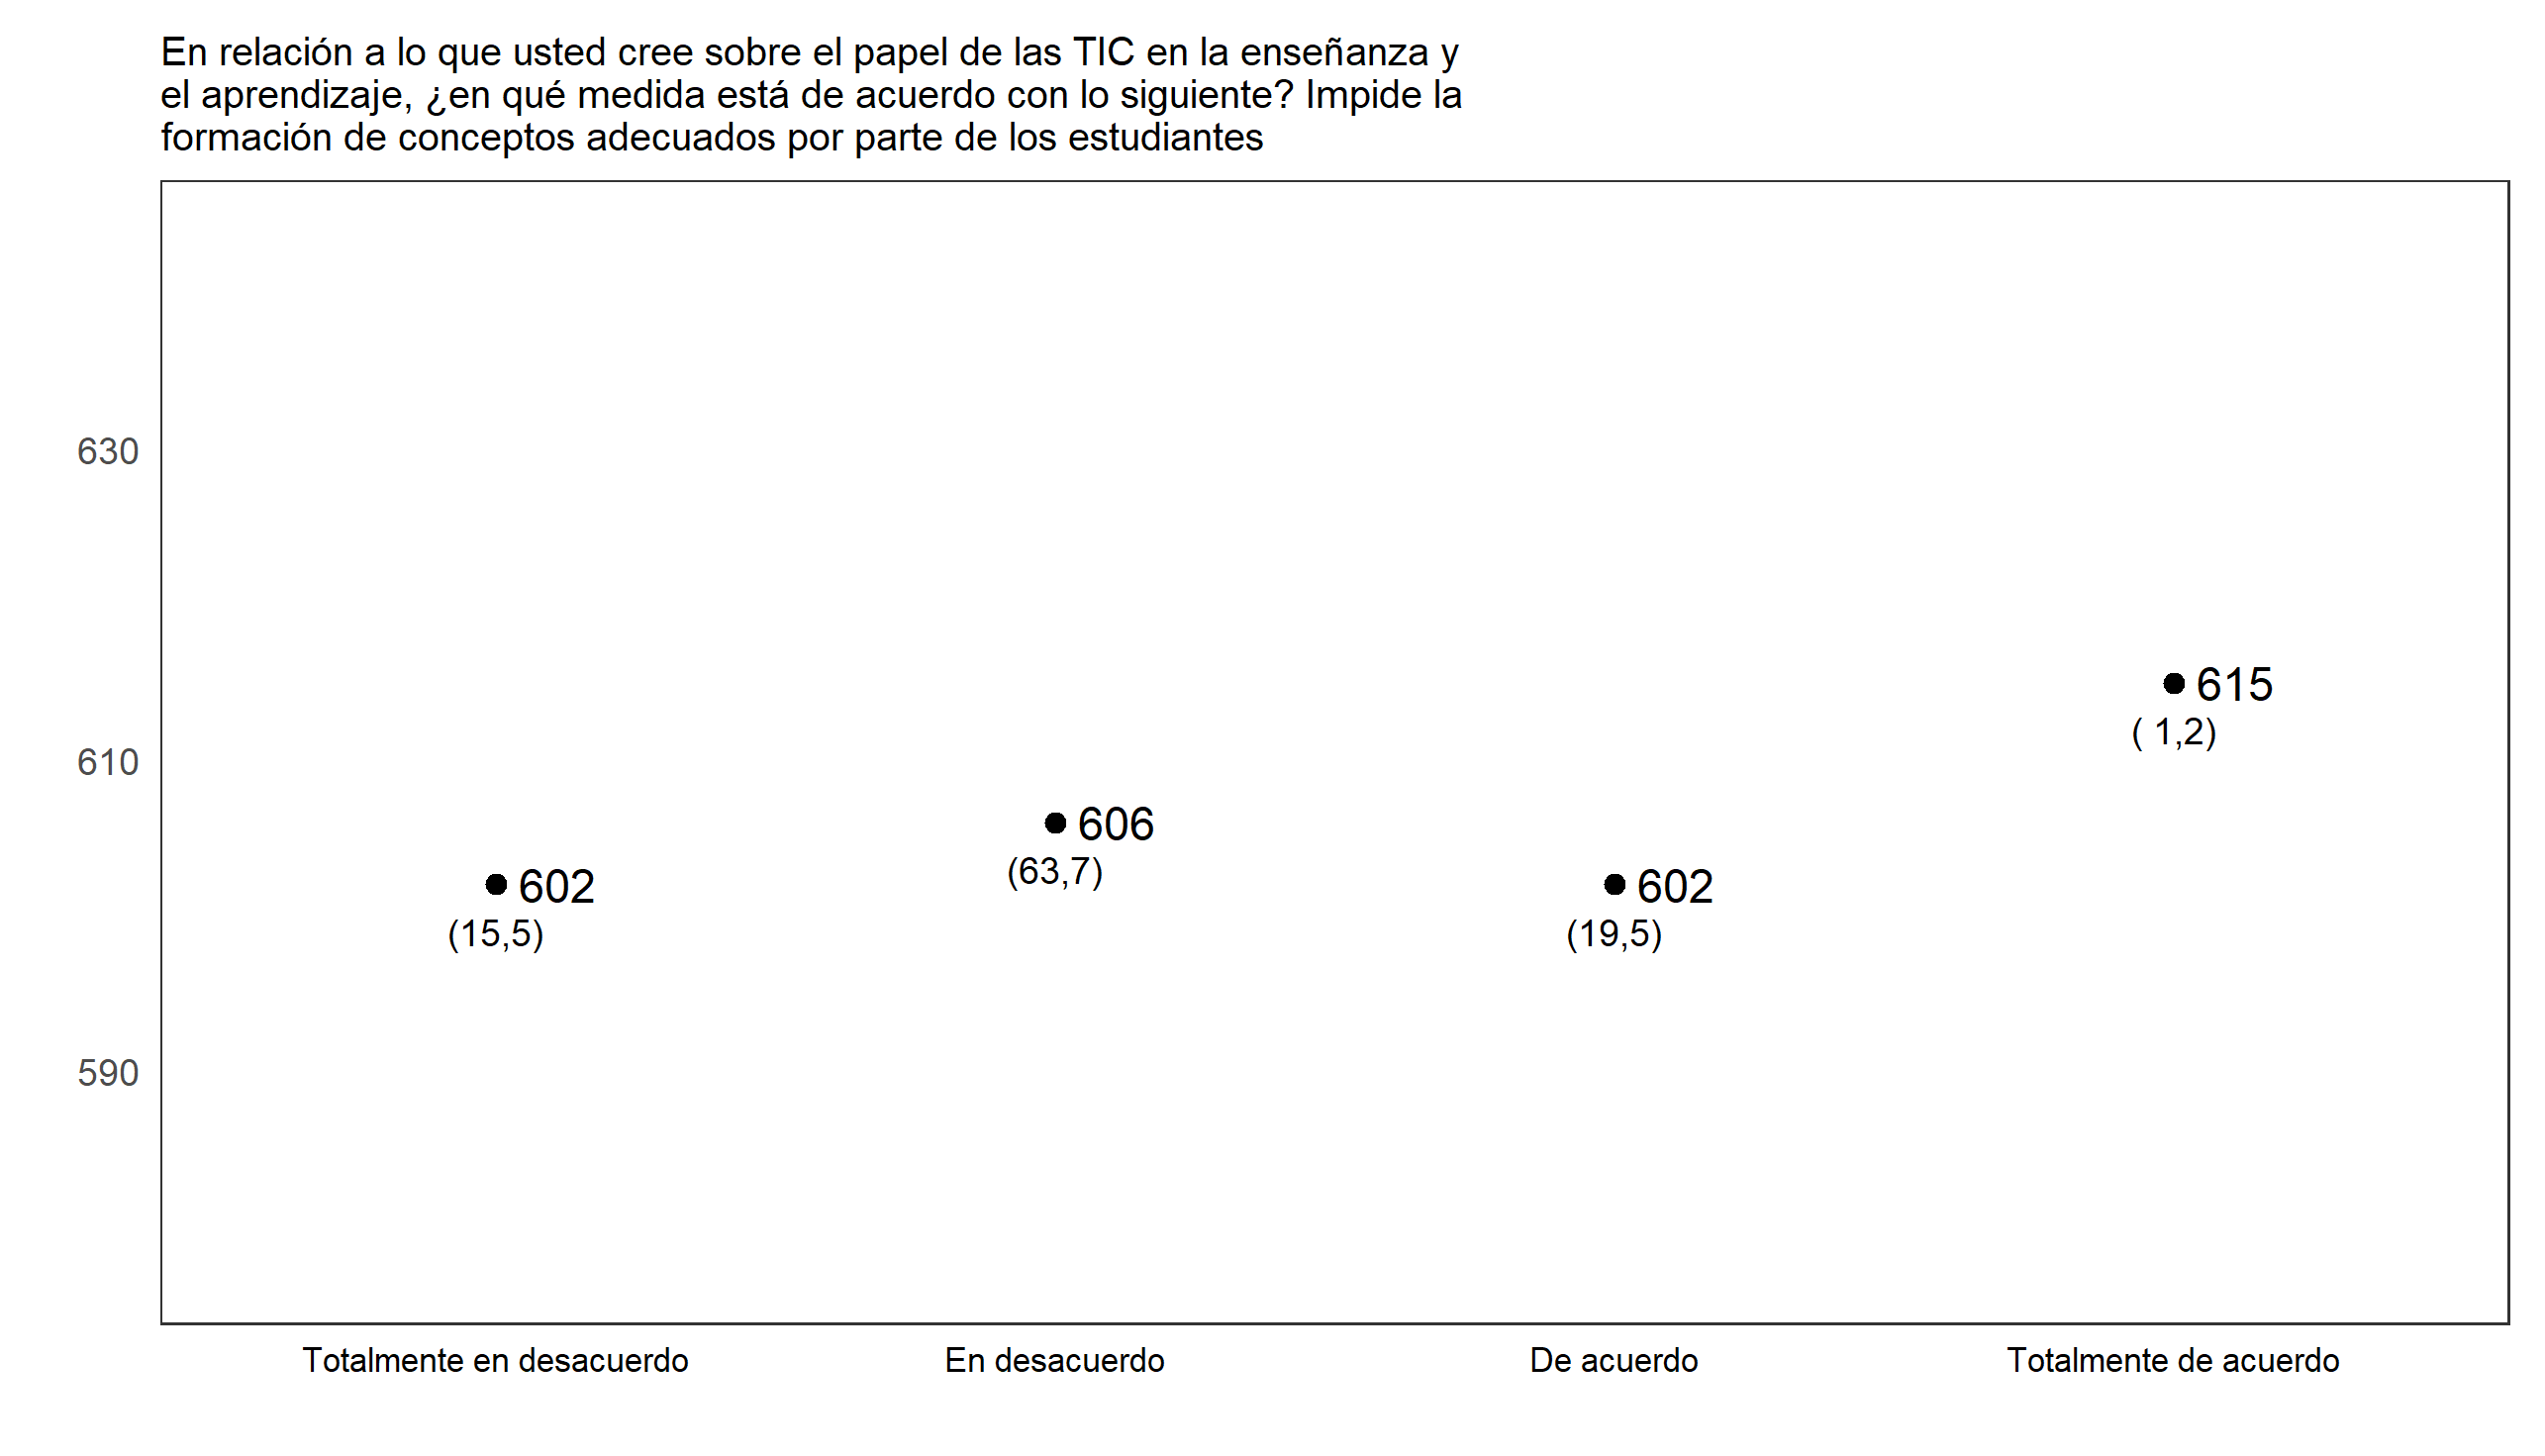 En relación a lo que usted cree sobre el papel de las TIC en la enseñanza y
el aprendizaje, ¿en qué medida está de acuerdo con lo siguiente? Impide la
formación de conceptos adecuados por parte de los estudiantes
630
615
( 1,2)
610
606
(63,7)
602
(15,5)
602
(19,5)
590
Totalmente en desacuerdo
En desacuerdo
De acuerdo
Totalmente de acuerdo